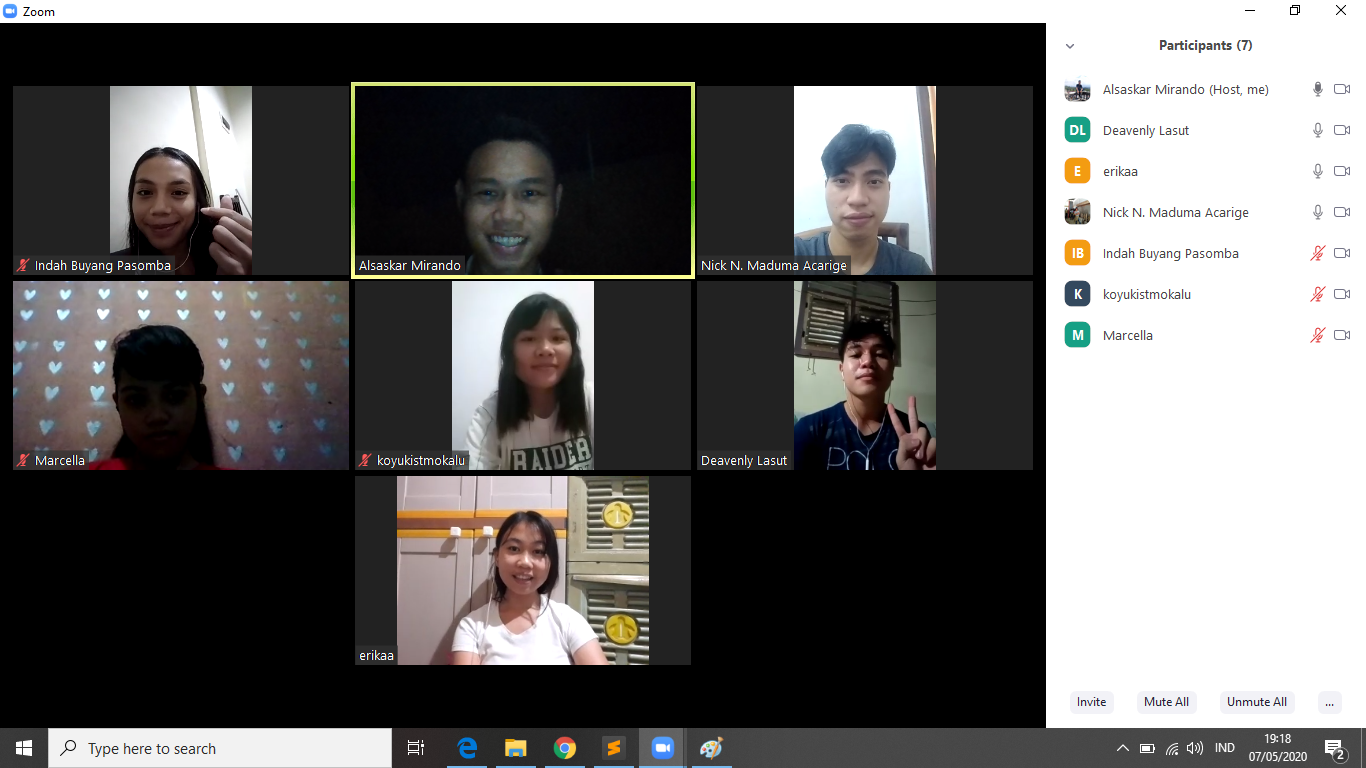 Zoom
Participants (7)
Indah Buyang Pasomba
Alsaskar Mirando
Nick N. Maduma Acarige
Marcella
RAIDER
koyukistmokalu
Deavenly Lasut
erikaa
Alsaskar Mirando (Host, me)
DL Deavenly Lasut
E erikaa
Nick N. Maduma Acarige
IB Indah Buyang Pasomba
K koyukistmokalu
M Marcella
Invite Mute All Unmute All ...
Type here to search
IND
19:18
07/05/2020
2